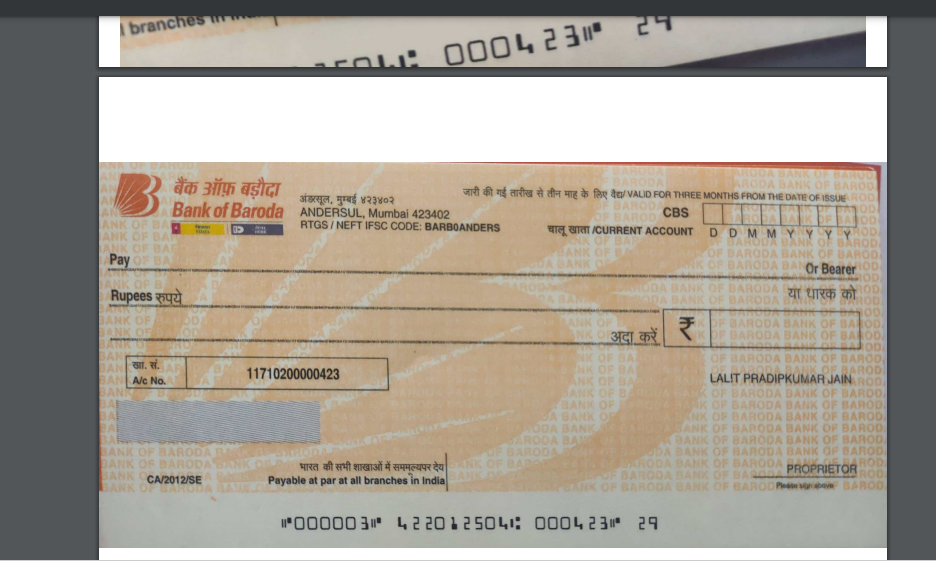 branches in
000423⑈ 29
बैंक ऑफ़ बड़ौदा
Bank of Baroda
अंडसूल, मुम्बई ४२३४०२
ANDERSUL, Mumbai 423402
RTGS / NEFT IFSC CODE: BARB0ANDERS
जारी की गई तारीख से तीन माह के लिए वैद्य/ VALID FOR THREE MONTHS FROM THE DATE OF ISSUE
CBS
चालू खाता /CURRENT ACCOUNT
D D M M Y Y Y Y
Pay
Or Bearer
या धारक को
Rupees रुपये
अदा करें ₹
खा. सं.
A/c No.
11710200000423
LALIT PRADIPKUMAR JAIN
भारत की सभी शाखाओं में सममूल्यपर देय
CA/2012/SE
Payable at par at all branches in India
PROPRIETOR
Please sign above
⑈000003⑈ 422012504⑆ 000423⑈ 29